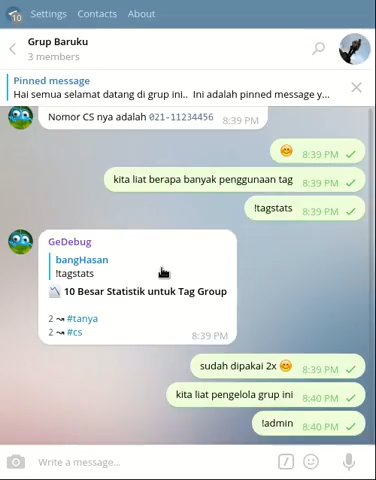 10 Settings Contacts About
Grup Baruku
3 members
Pinned message
Hai semua selamat datang di grup ini.. Ini adalah pinned message y...
Nomor CS nya adalah 021-11234456 8:39 PM
😊 8:39 PM
kita liat berapa banyak penggunaan tag 8:39 PM
!tagstats 8:39 PM
GeDebug
bangHasan
!tagstats
📉 10 Besar Statistik untuk Tag Group
2 ↝ #tanya
2 ↝ #cs
8:39 PM
sudah dipakai 2x 😊 8:39 PM
kita liat pengelola grup ini 8:40 PM
!admin 8:40 PM
Write a message...